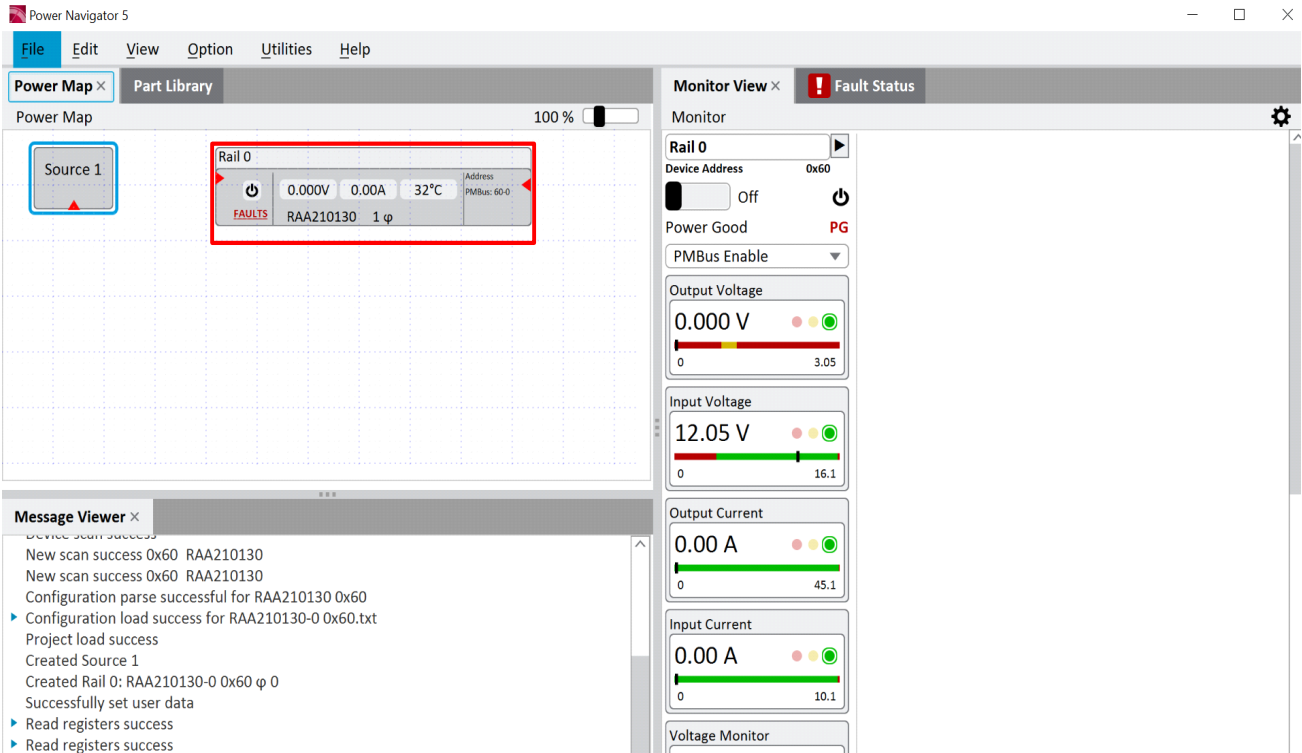 Power Navigator 5
File Edit View Option Utilities Help
Power Map × Part Library
Power Map 100 %
Source 1
Rail 0
0.000V 0.00A 32°C
Address
PMBus: 60-0
FAULTS
RAA210130 1 φ
Message Viewer ×
Device scan success
New scan success 0x60 RAA210130
New scan success 0x60 RAA210130
Configuration parse successful for RAA210130 0x60
Configuration load success for RAA210130-0 0x60.txt
Project load success
Created Source 1
Created Rail 0: RAA210130-0 0x60 φ 0
Successfully set user data
Read registers success
Read registers success
Monitor View × ! Fault Status
Monitor
Rail 0
Device Address 0x60
Off
Power Good PG
PMBus Enable
Output Voltage
0.000 V
0 3.05
Input Voltage
12.05 V
0 16.1
Output Current
0.00 A
0 45.1
Input Current
0.00 A
0 10.1
Voltage Monitor